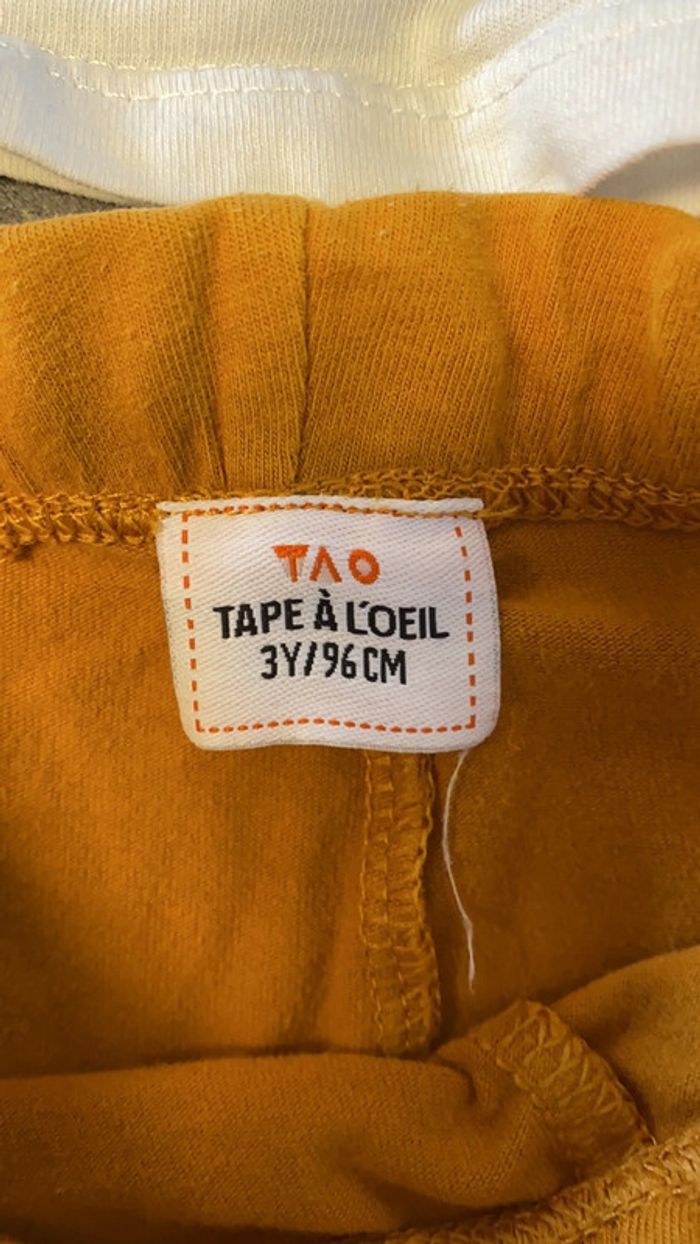 TAO
TAPE À L'OEIL
3Y/96CM